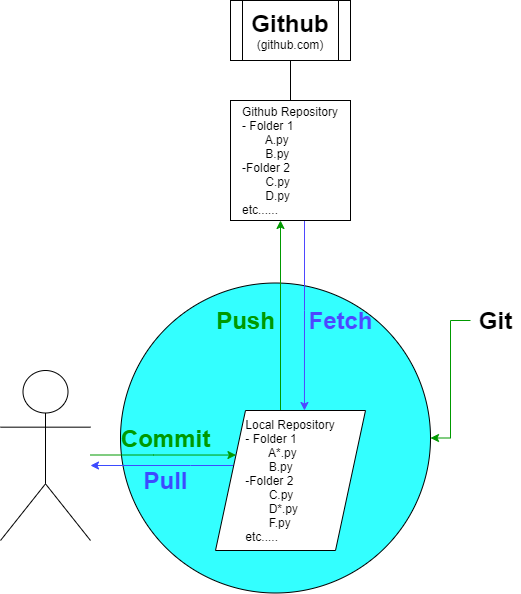 Github
(github.com)
Github Repository
- Folder 1
A.py
B.py
-Folder 2
C.py
D.py
etc......
Push
Fetch
Git
Local Repository
- Folder 1
A*.py
B.py
-Folder 2
C.py
D*.py
F.py
etc.....
Commit
Pull